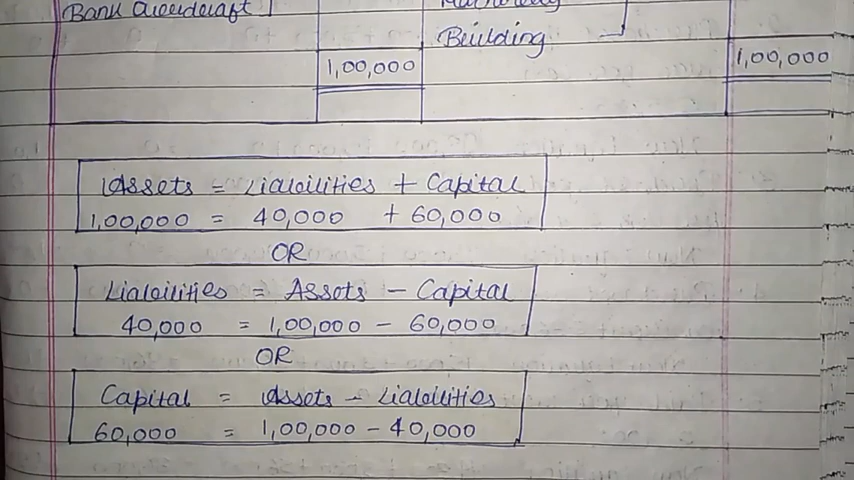 Bank Overdraft
Building
1,00,000 1,00,000
Assets = Liabilities + Capital
1,00,000 = 40,000 + 60,000
OR
Liabilities = Assets - Capital
40,000 = 1,00,000 - 60,000
OR
Capital = Assets - Liabilities
60,000 = 1,00,000 - 40,000